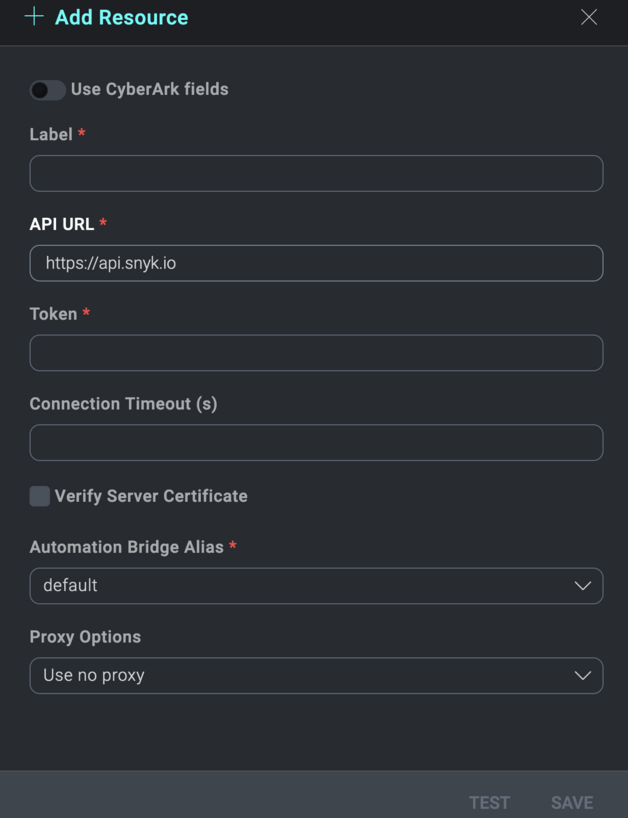 Add Resource
Use CyberArk fields
Label *
API URL *
https://api.snyk.io
Token *
Connection Timeout (s)
Verify Server Certificate
Automation Bridge Alias *
default
Proxy Options
Use no proxy
TEST SAVE